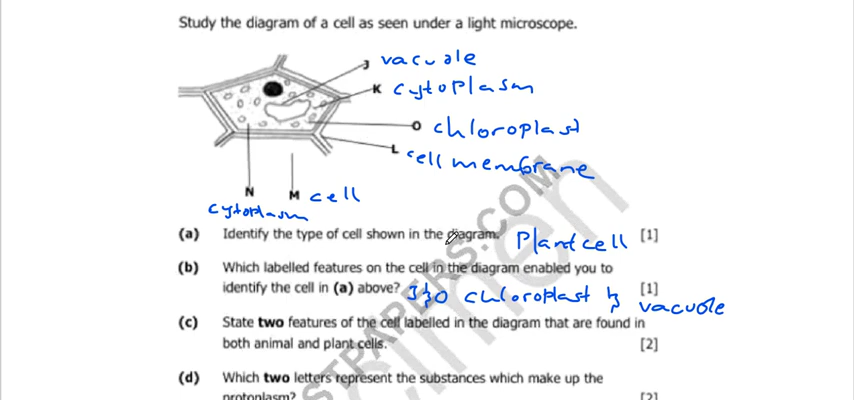 Study the diagram of a cell as seen under a light microscope.
J vacuole
K cytoplasm
O chloroplast
L cell membrane
N M cell
cytoplasm
(a) Identify the type of cell shown in the diagram. Plant cell [1]
(b) Which labelled features on the cell in the diagram enabled you to
identify the cell in (a) above? J & O chloroplast & [1]
vacuole
(c) State two features of the cell labelled in the diagram that are found in
both animal and plant cells. [2]
(d) Which two letters represent the substances which make up the
protoplasm? [2]
STPAPERS.COM